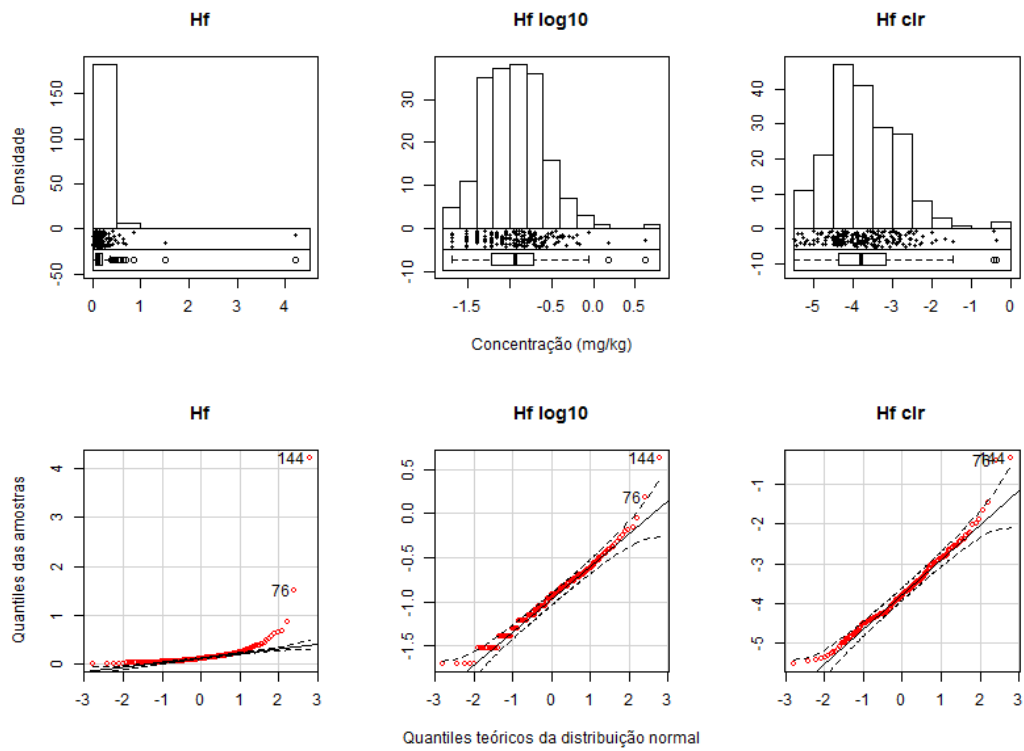 Hf
Hf log10
Hf clr
Densidade
150
100
50
0
-50
0 1 2 3 4
30
20
10
0
-10
-1.5 -0.5 0.0 0.5
40
30
20
10
0
-10
-5 -4 -3 -2 -1 0
Concentração (mg/kg)
Hf
Hf log10
Hf clr
Quantiles das amostras
4
3
2
1
0
144
76
-3 -2 -1 0 1 2 3
0.5
0.0
-0.5
-1.0
-1.5
144
76
-3 -2 -1 0 1 2 3
-1
-2
-3
-4
-5
76
144
-3 -2 -1 0 1 2 3
Quantiles teóricos da distribuição normal